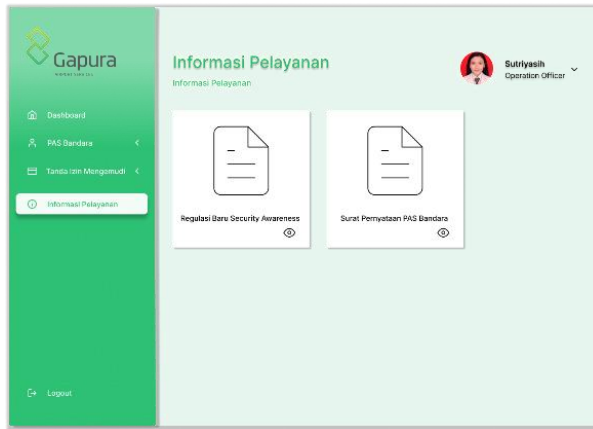 Gapura
Dashboard
PAS Bandara
Tanda Izin Mengemudi
Informasi Pelayanan
Logout
Informasi Pelayanan
Informasi Pelayanan
Sutriyasih
Operation Officer
Regulasi Baru Security Awareness
Surat Pernyataan PAS Bandara